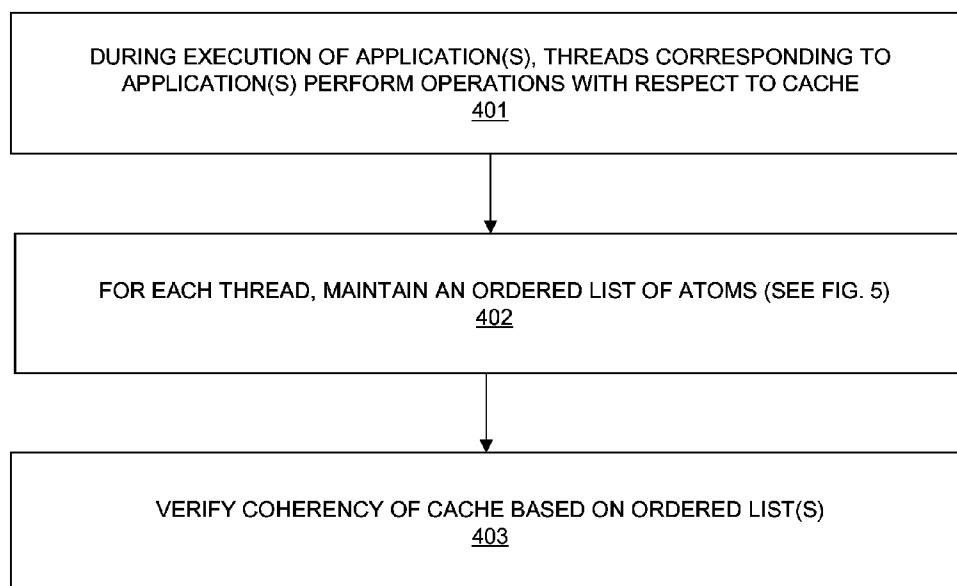 DURING EXECUTION OF APPLICATION(S), THREADS CORRESPONDING TO
APPLICATION(S) PERFORM OPERATIONS WITH RESPECT TO CACHE
401
FOR EACH THREAD, MAINTAIN AN ORDERED LIST OF ATOMS (SEE FIG. 5)
402
VERIFY COHERENCY OF CACHE BASED ON ORDERED LIST(S)
403